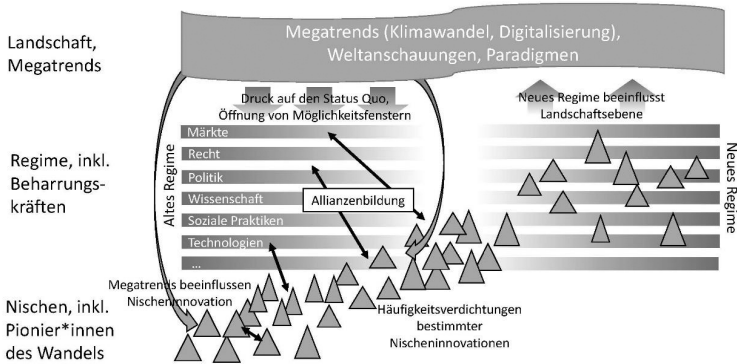 Landschaft,
Megatrends
Megatrends (Klimawandel, Digitalisierung),
Weltanschauungen, Paradigmen
Druck auf den Status Quo,
Öffnung von Möglichkeitsfenstern
Neues Regime beeinflusst
Landschaftsebene
Regime, inkl.
Beharrungs-
kräften
Altes Regime
Märkte
Recht
Politik
Wissenschaft
Soziale Praktiken
Technologien
...
Allianzenbildung
Neues Regime
Nischen, inkl.
Pionier*innen
des Wandels
Megatrends beeinflussen
Nischeninnovation
Häufigkeitsverdichtungen
bestimmter
Nischeninnovationen